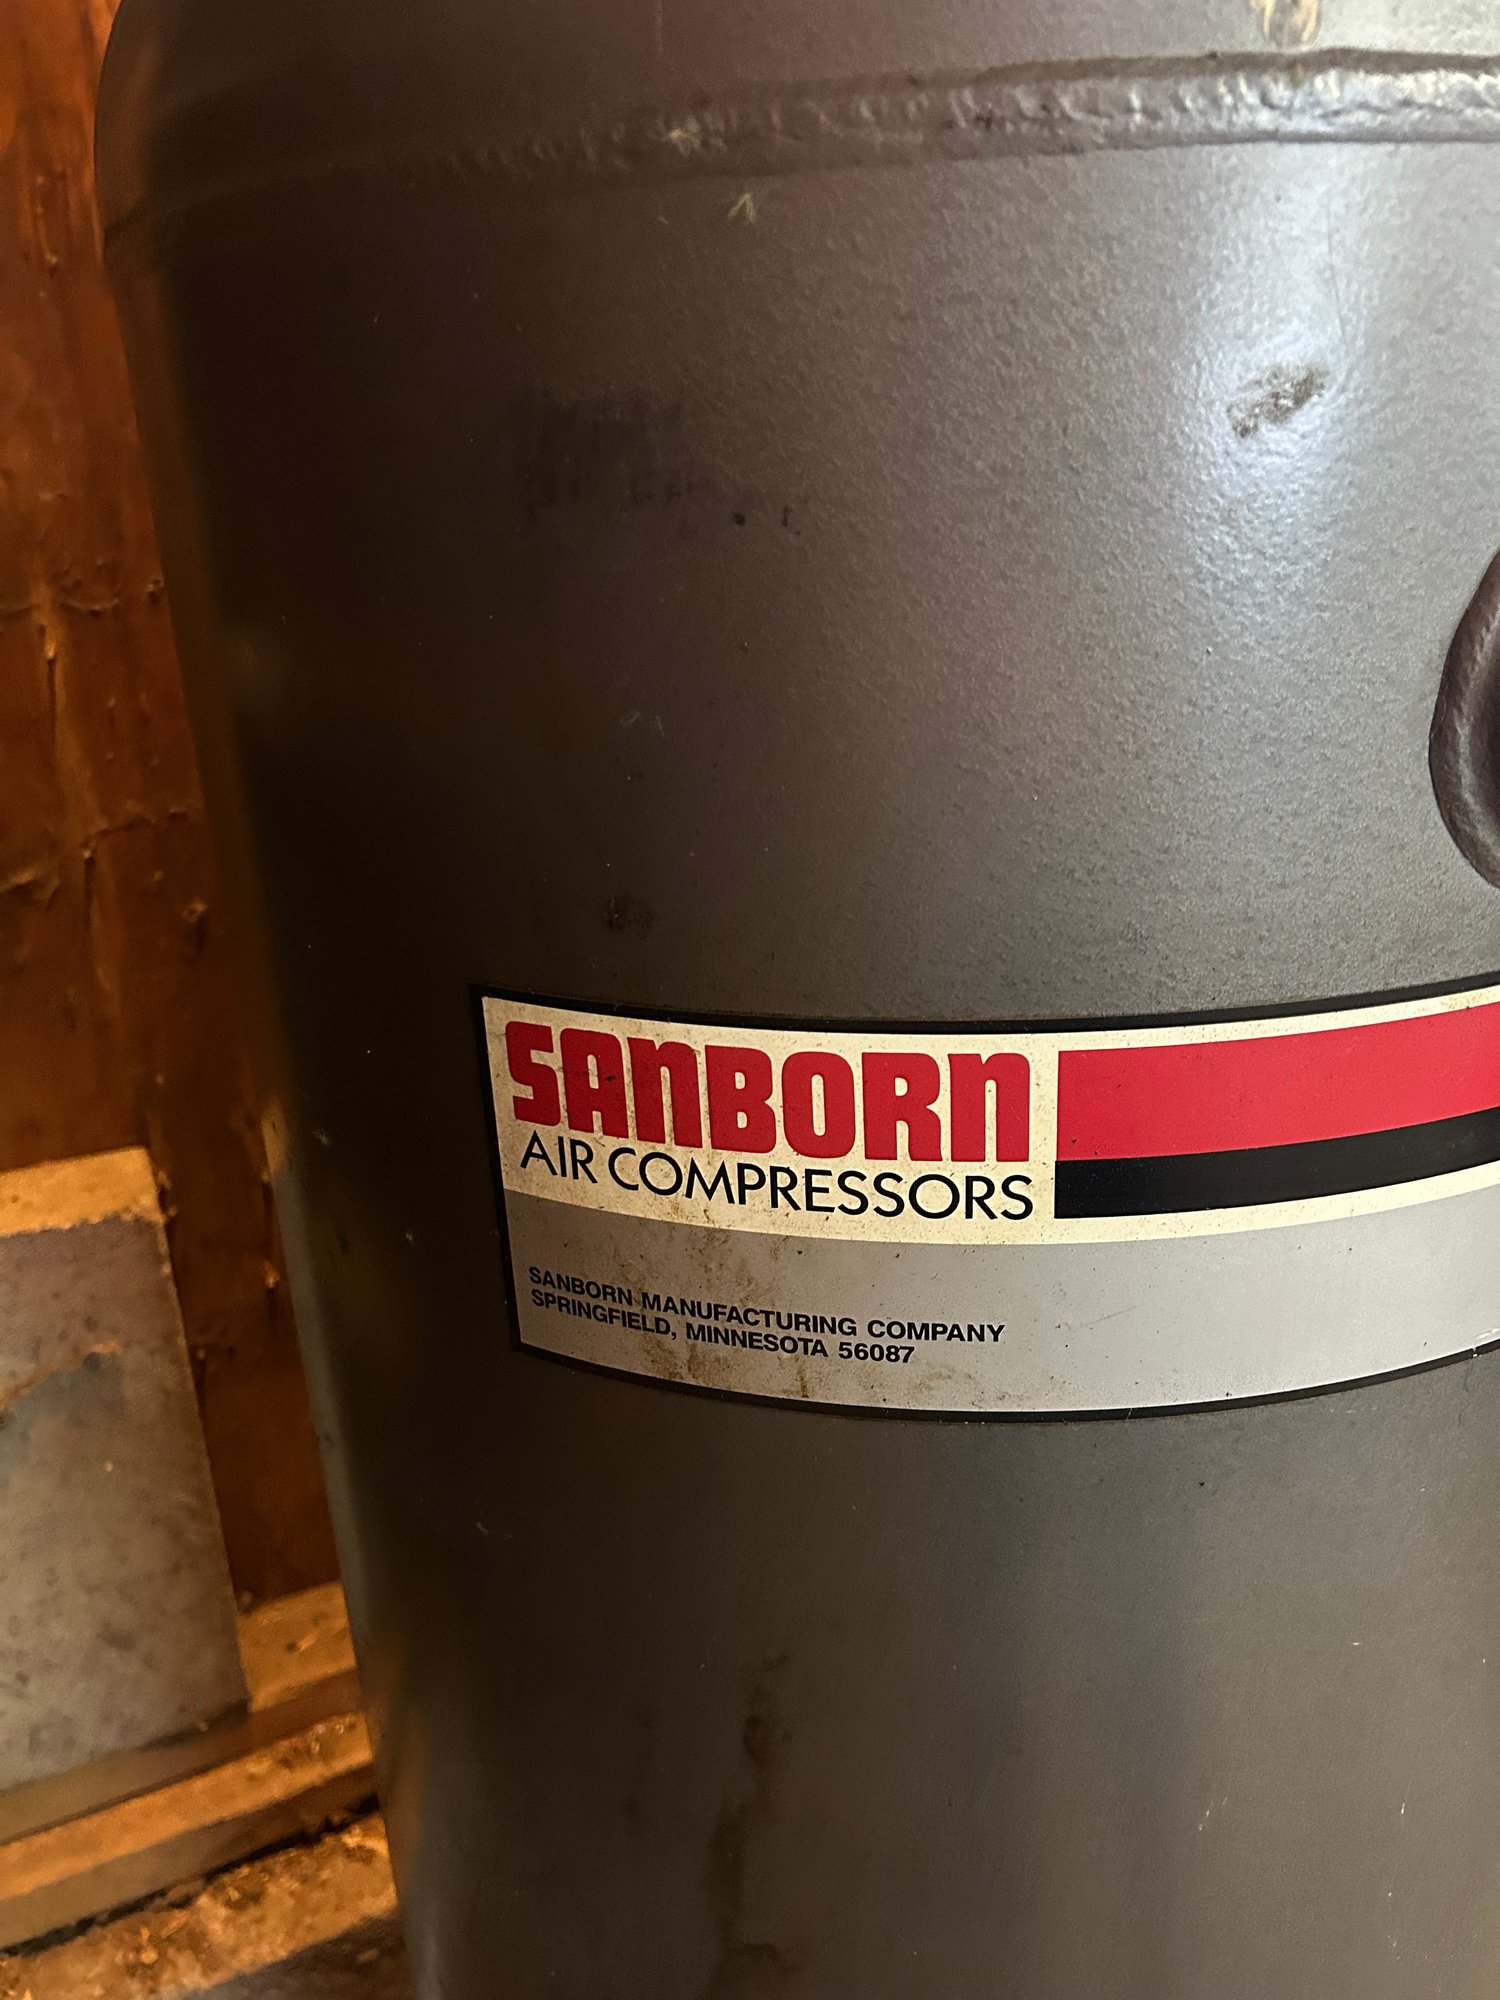 SANBORN
AIR COMPRESSORS
SANBORN MANUFACTURING COMPANY
SPRINGFIELD, MINNESOTA 56087